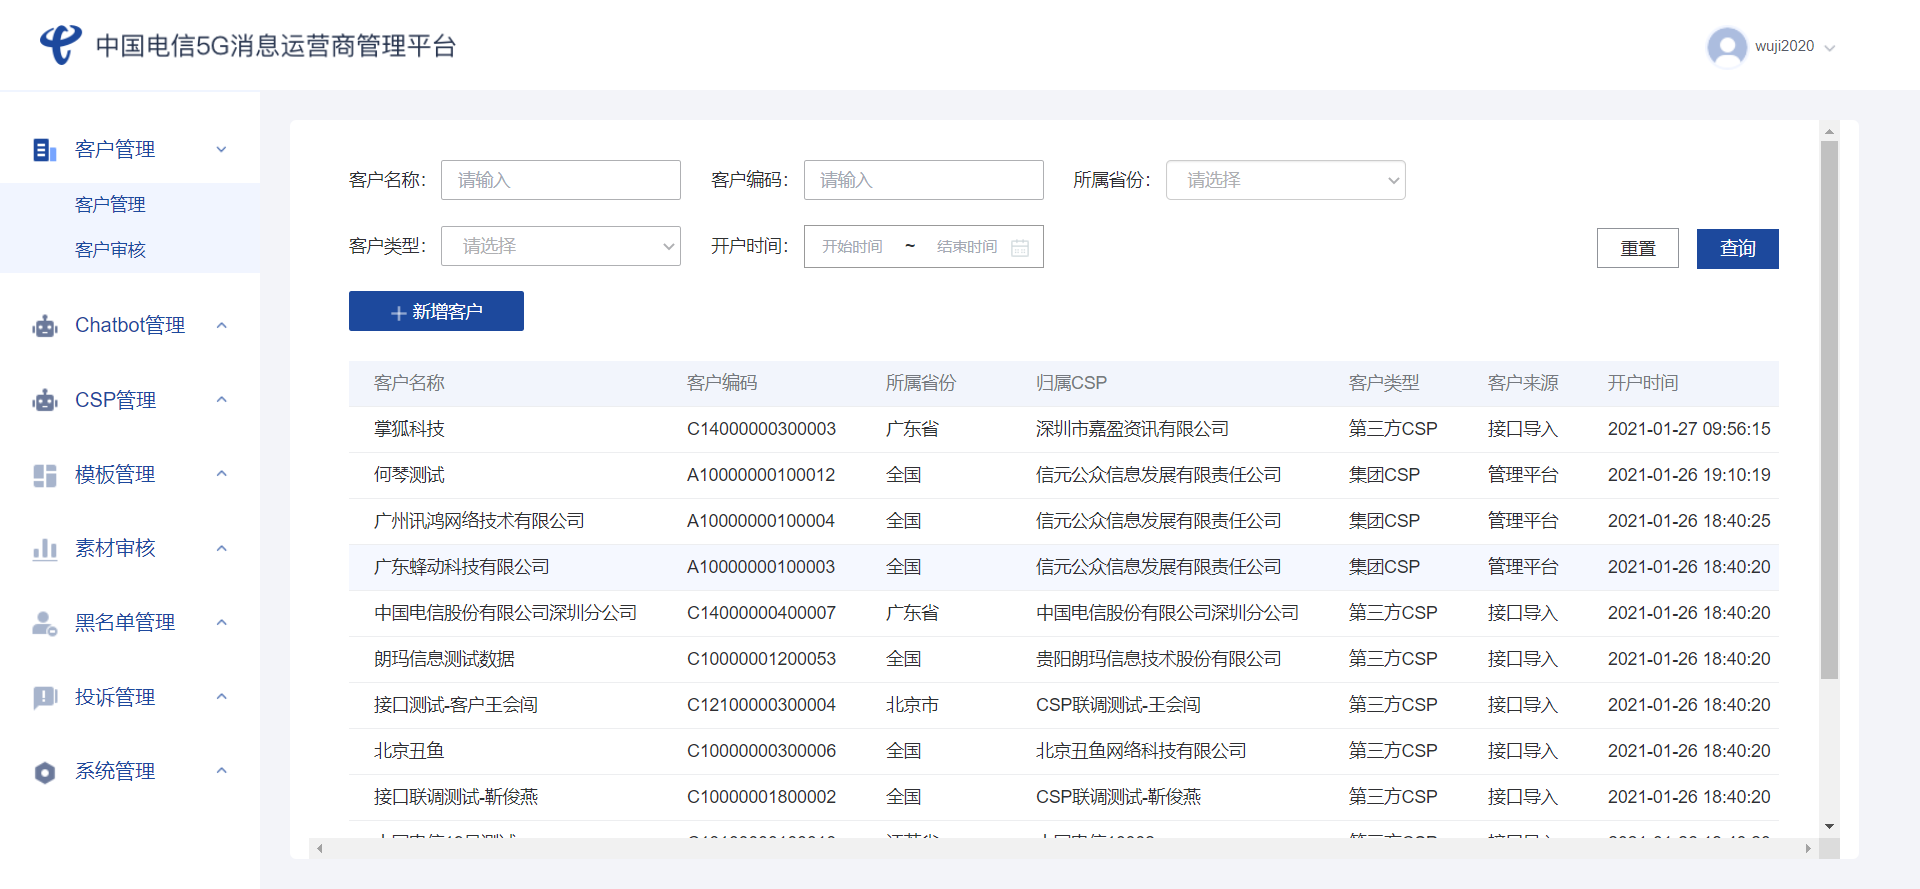 中国电信5G消息运营商管理平台
wuji2020
客户管理
客户管理
客户审核
Chatbot管理
CSP管理
模板管理
素材审核
黑名单管理
投诉管理
系统管理
客户名称： 请输入 客户编码： 请输入 所属省份： 请选择
客户类型： 请选择 开户时间： 开始时间 ~ 结束时间 重置 查询
新增客户
客户名称 客户编码 所属省份 归属CSP 客户类型 客户来源 开户时间
掌狐科技 C14000000300003 广东省 深圳市嘉盈资讯有限公司 第三方CSP 接口导入 2021-01-27 09:56:15
何琴测试 A10000000100012 全国 信元公众信息发展有限责任公司 集团CSP 管理平台 2021-01-26 19:10:19
广州讯鸿网络技术有限公司 A10000000100004 全国 信元公众信息发展有限责任公司 集团CSP 管理平台 2021-01-26 18:40:25
广东蜂动科技有限公司 A10000000100003 全国 信元公众信息发展有限责任公司 集团CSP 管理平台 2021-01-26 18:40:20
中国电信股份有限公司深圳分公司 C14000000400007 广东省 中国电信股份有限公司深圳分公司 第三方CSP 接口导入 2021-01-26 18:40:20
朗玛信息测试数据 C10000001200053 全国 贵阳朗玛信息技术股份有限公司 第三方CSP 接口导入 2021-01-26 18:40:20
接口测试-客户王会闯 C12100000300004 北京市 CSP联调测试-王会闯 第三方CSP 接口导入 2021-01-26 18:40:20
北京丑鱼 C10000000300006 全国 北京丑鱼网络科技有限公司 第三方CSP 接口导入 2021-01-26 18:40:20
接口联调测试-靳俊燕 C10000001800002 全国 CSP联调测试-靳俊燕 第三方CSP 接口导入 2021-01-26 18:40:20